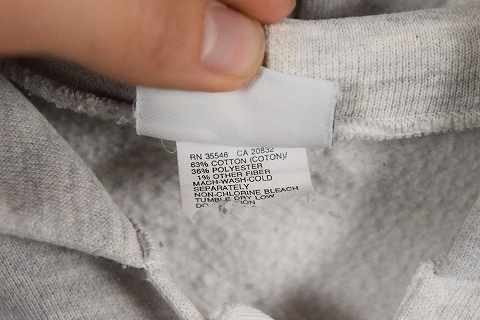 RN 35546 CA 20832
63% COTTON (COTON)/
36% POLYESTER
1% OTHER FIBER
MACH-WASH-COLD
SEPARATELY
NON-CHLORINE BLEACH
TUMBLE DRY LOW